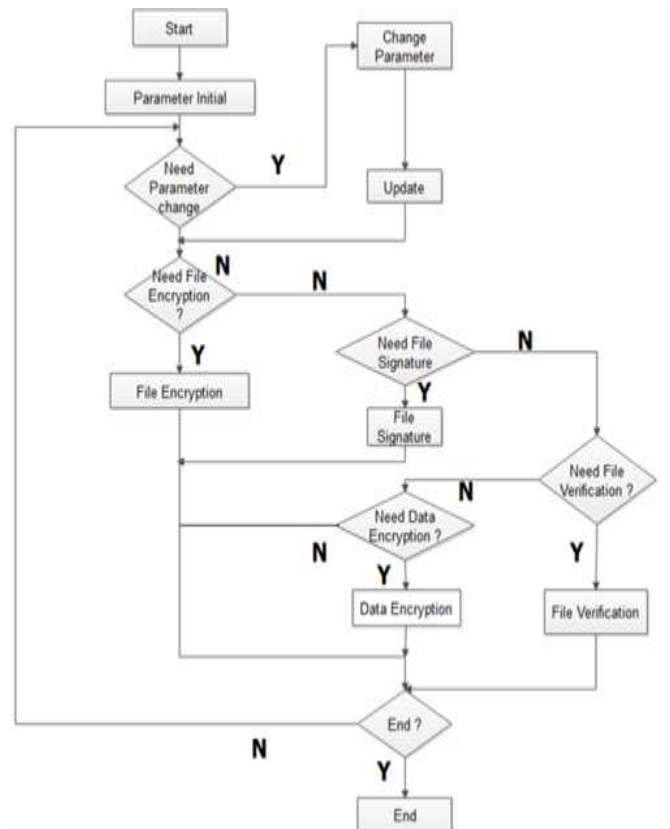 Start
Change
Parameter
Parameter Initial
Need
Parameter
change
Y
Update
N
Need File
Encryption
?
N
Need File
Signature
N
Y
File Encryption
Y
File
Signature
Need File
Verification ?
N
Need Data
Encryption ?
N
Y
Y
Data Encryption
File Verification
End ?
N
Y
End